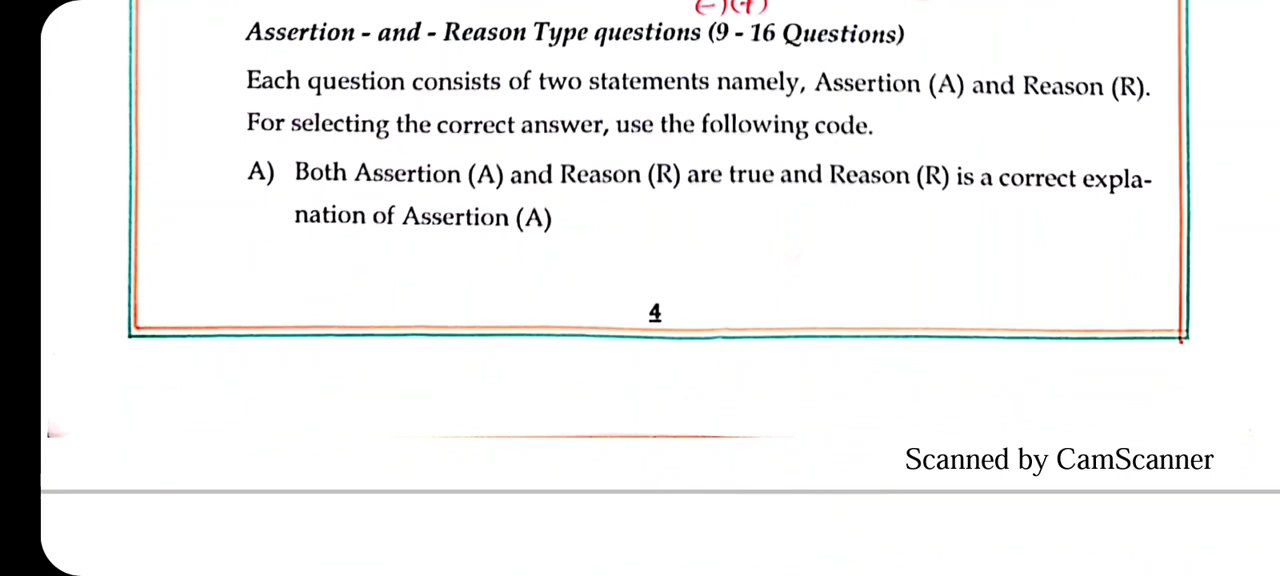 (-)(+)
Assertion - and - Reason Type questions (9 - 16 Questions)
Each question consists of two statements namely, Assertion (A) and Reason (R).
For selecting the correct answer, use the following code.
A) Both Assertion (A) and Reason (R) are true and Reason (R) is a correct expla-
nation of Assertion (A)
4
Scanned by CamScanner